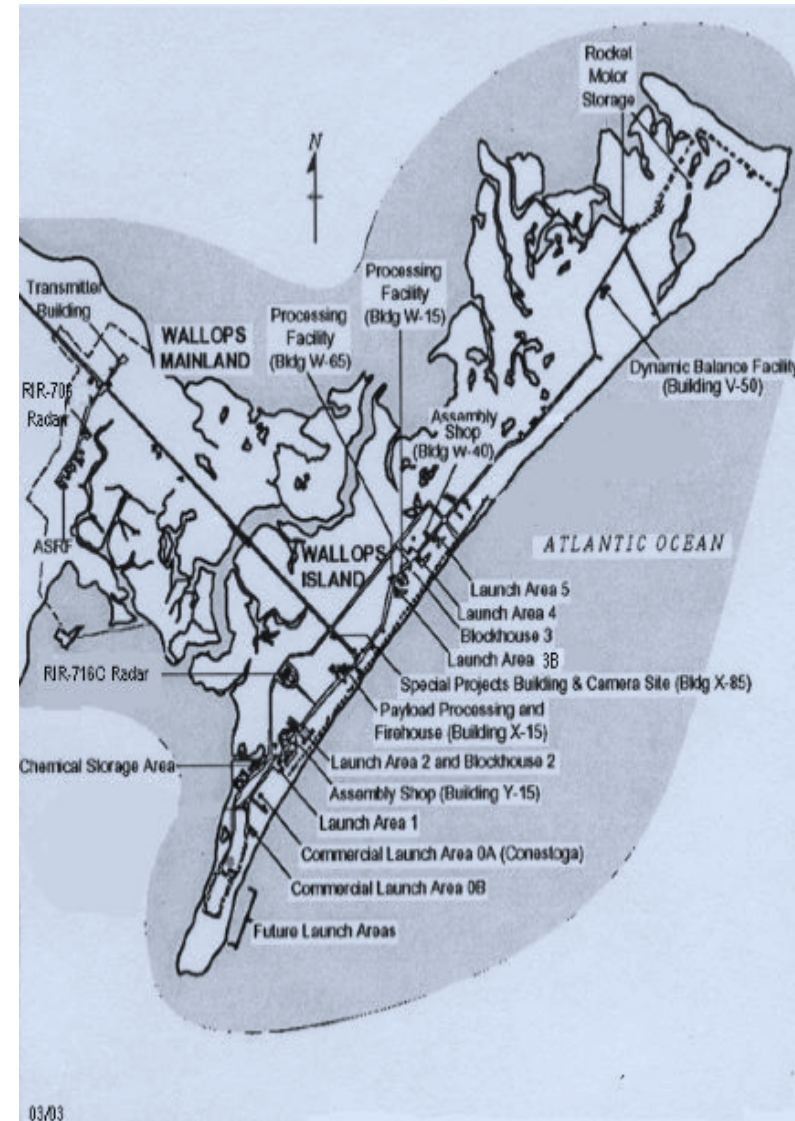 Rocket
Motor
Storage
N
Processing
Facility
(Bldg W-15)
Transmitter
Building
WALLOPS
MAINLAND
Processing
Facility
(Bldg W-65)
Dynamic Balance Facility
(Building V-50)
RIR-706
Radar
Assembly
Shop
(Bldg W-40)
ASRF
WALLOPS
ISLAND
ATLANTIC OCEAN
Launch Area 5
Launch Area 4
Blockhouse 3
Launch Area 3B
RIR-716C Radar
Special Projects Building & Camera Site (Bldg X-85)
Payload Processing and
Firehouse (Building X-15)
Launch Area 2 and Blockhouse 2
Chemical Storage Area
Assembly Shop (Building Y-15)
Launch Area 1
Commercial Launch Area 0A (Conestoga)
Commercial Launch Area 0B
Future Launch Areas
03/03